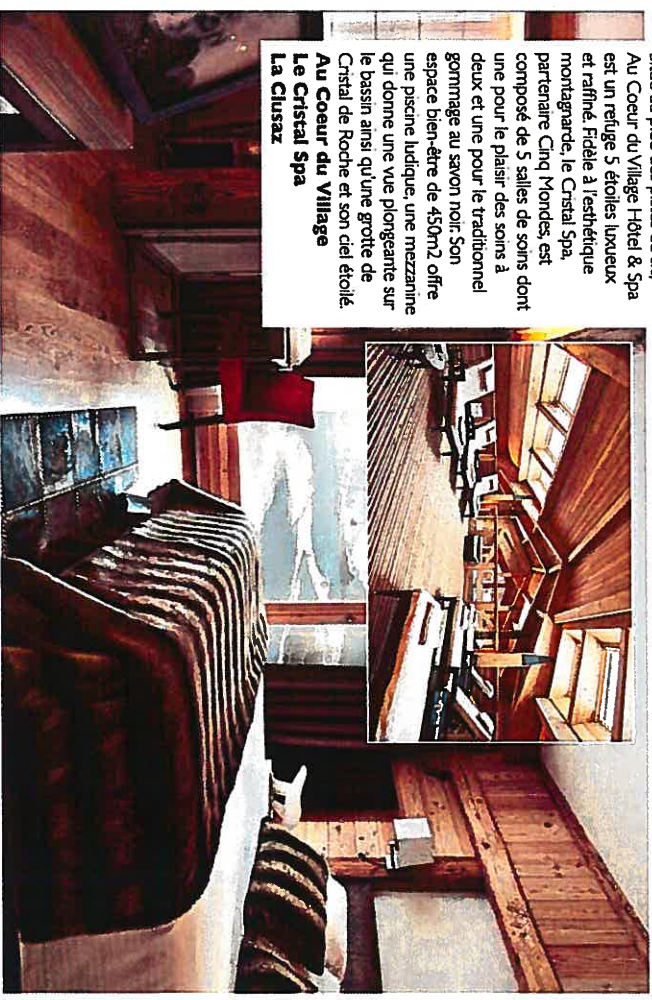 Au Coeur du Village Hôtel & Spa
est un refuge 5 étoiles luxueux
et raffiné. Fidèle à l'esthétique
montagnarde, le Cristal Spa,
partenaire Cinq Mondes, est
composé de 5 salles de soins dont
une pour le plaisir des soins à
deux et une pour le traditionnel
gommage au savon noir. Son
espace bien-être de 450m2 offre
une piscine ludique, une mezzanine
qui donne une vue plongeante sur
le bassin ainsi qu'une grotte de
Cristal de Roche et son ciel étoilé.
Au Coeur du Village
Le Cristal Spa
La Clusaz